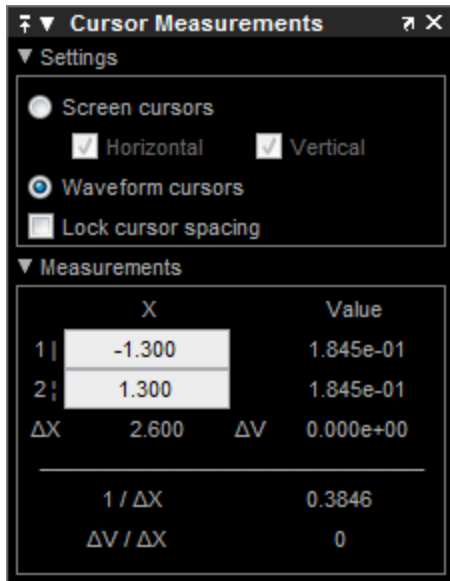 Cursor Measurements
Settings
Screen cursors
Horizontal Vertical
Waveform cursors
Lock cursor spacing
Measurements
X Value
1 | -1.300 1.845e-01
2 ¦ 1.300 1.845e-01
ΔX 2.600 ΔV 0.000e+00
1 / ΔX 0.3846
ΔV / ΔX 0